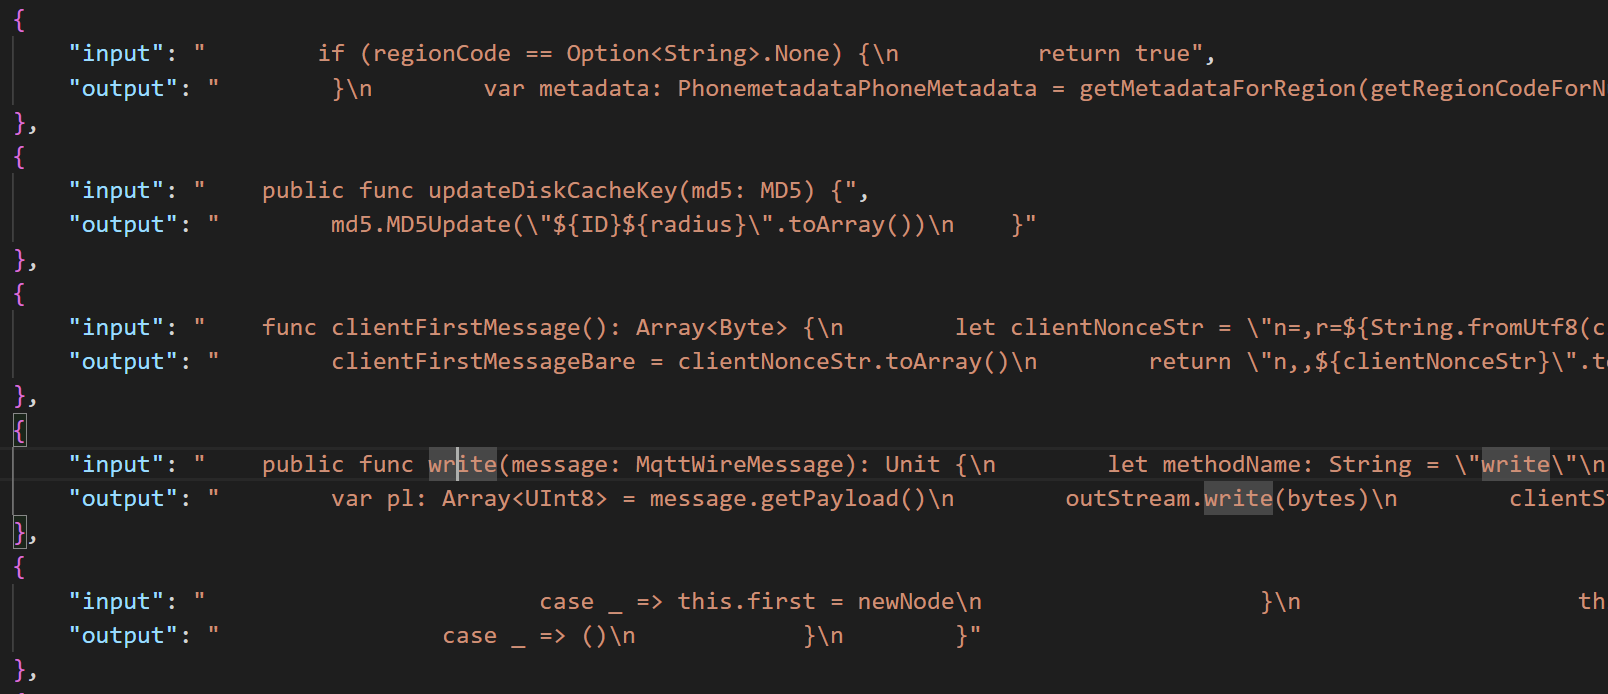 {
    "input": "        if (regionCode == Option<String>.None) {\n          return true",
    "output": "        }\n        var metadata: PhonemetadataPhoneMetadata = getMetadataForRegion(getRegionCodeForN
},
{
    "input": "    public func updateDiskCacheKey(md5: MD5) {",
    "output": "        md5.MD5Update(\"${ID}${radius}\".toArray())\n    }"
},
{
    "input": "    func clientFirstMessage(): Array<Byte> {\n        let clientNonceStr = \"n=,r=${String.fromUtf8(c
    "output": "        clientFirstMessageBare = clientNonceStr.toArray()\n        return \"n,,${clientNonceStr}\".to
},
{
    "input": "    public func write(message: MqttWireMessage): Unit {\n        let methodName: String = \"write\"\n
    "output": "        var pl: Array<UInt8> = message.getPayload()\n        outStream.write(bytes)\n        clientS
},
{
    "input": "                        case _ => this.first = newNode\n                    }\n                    th
    "output": "                case _ => ()\n            }\n        }"
},